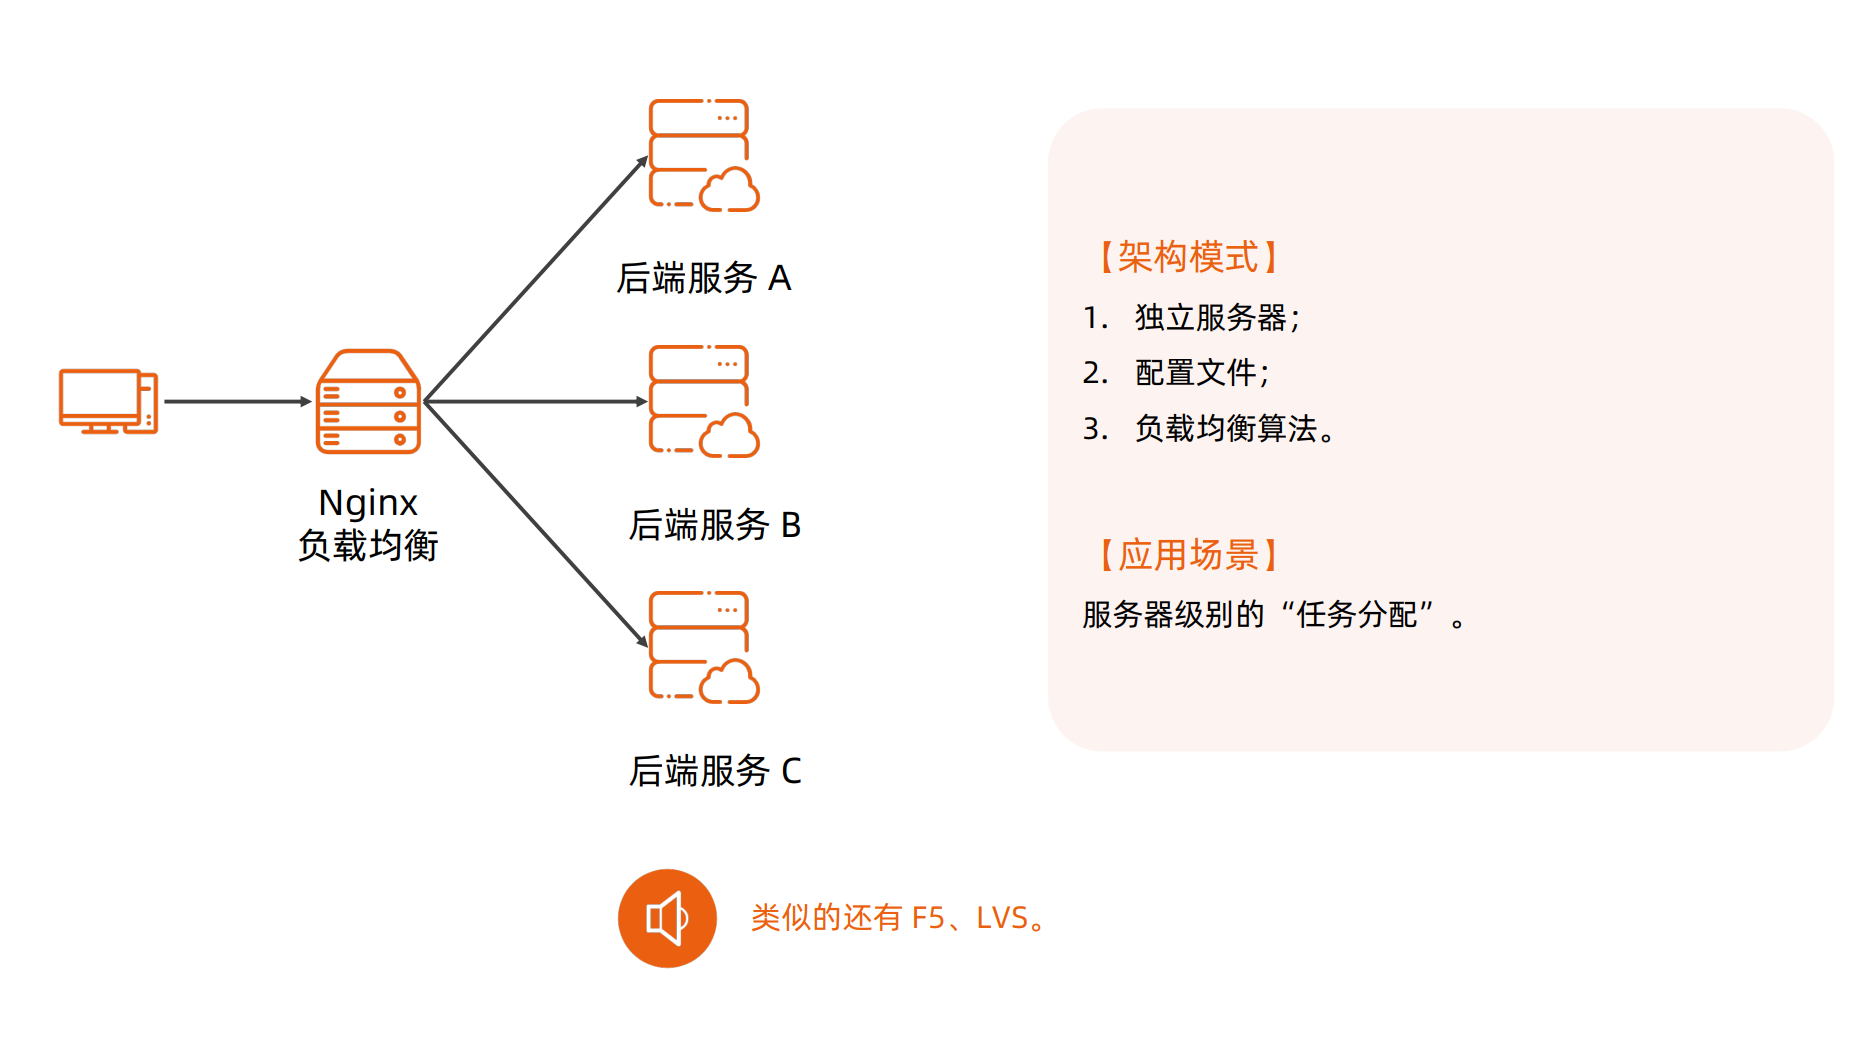 后端服务 A
Nginx
负载均衡
后端服务 B
后端服务 C
【架构模式】
1. 独立服务器；
2. 配置文件；
3. 负载均衡算法。
【应用场景】
服务器级别的“任务分配”。
类似的还有 F5、LVS。